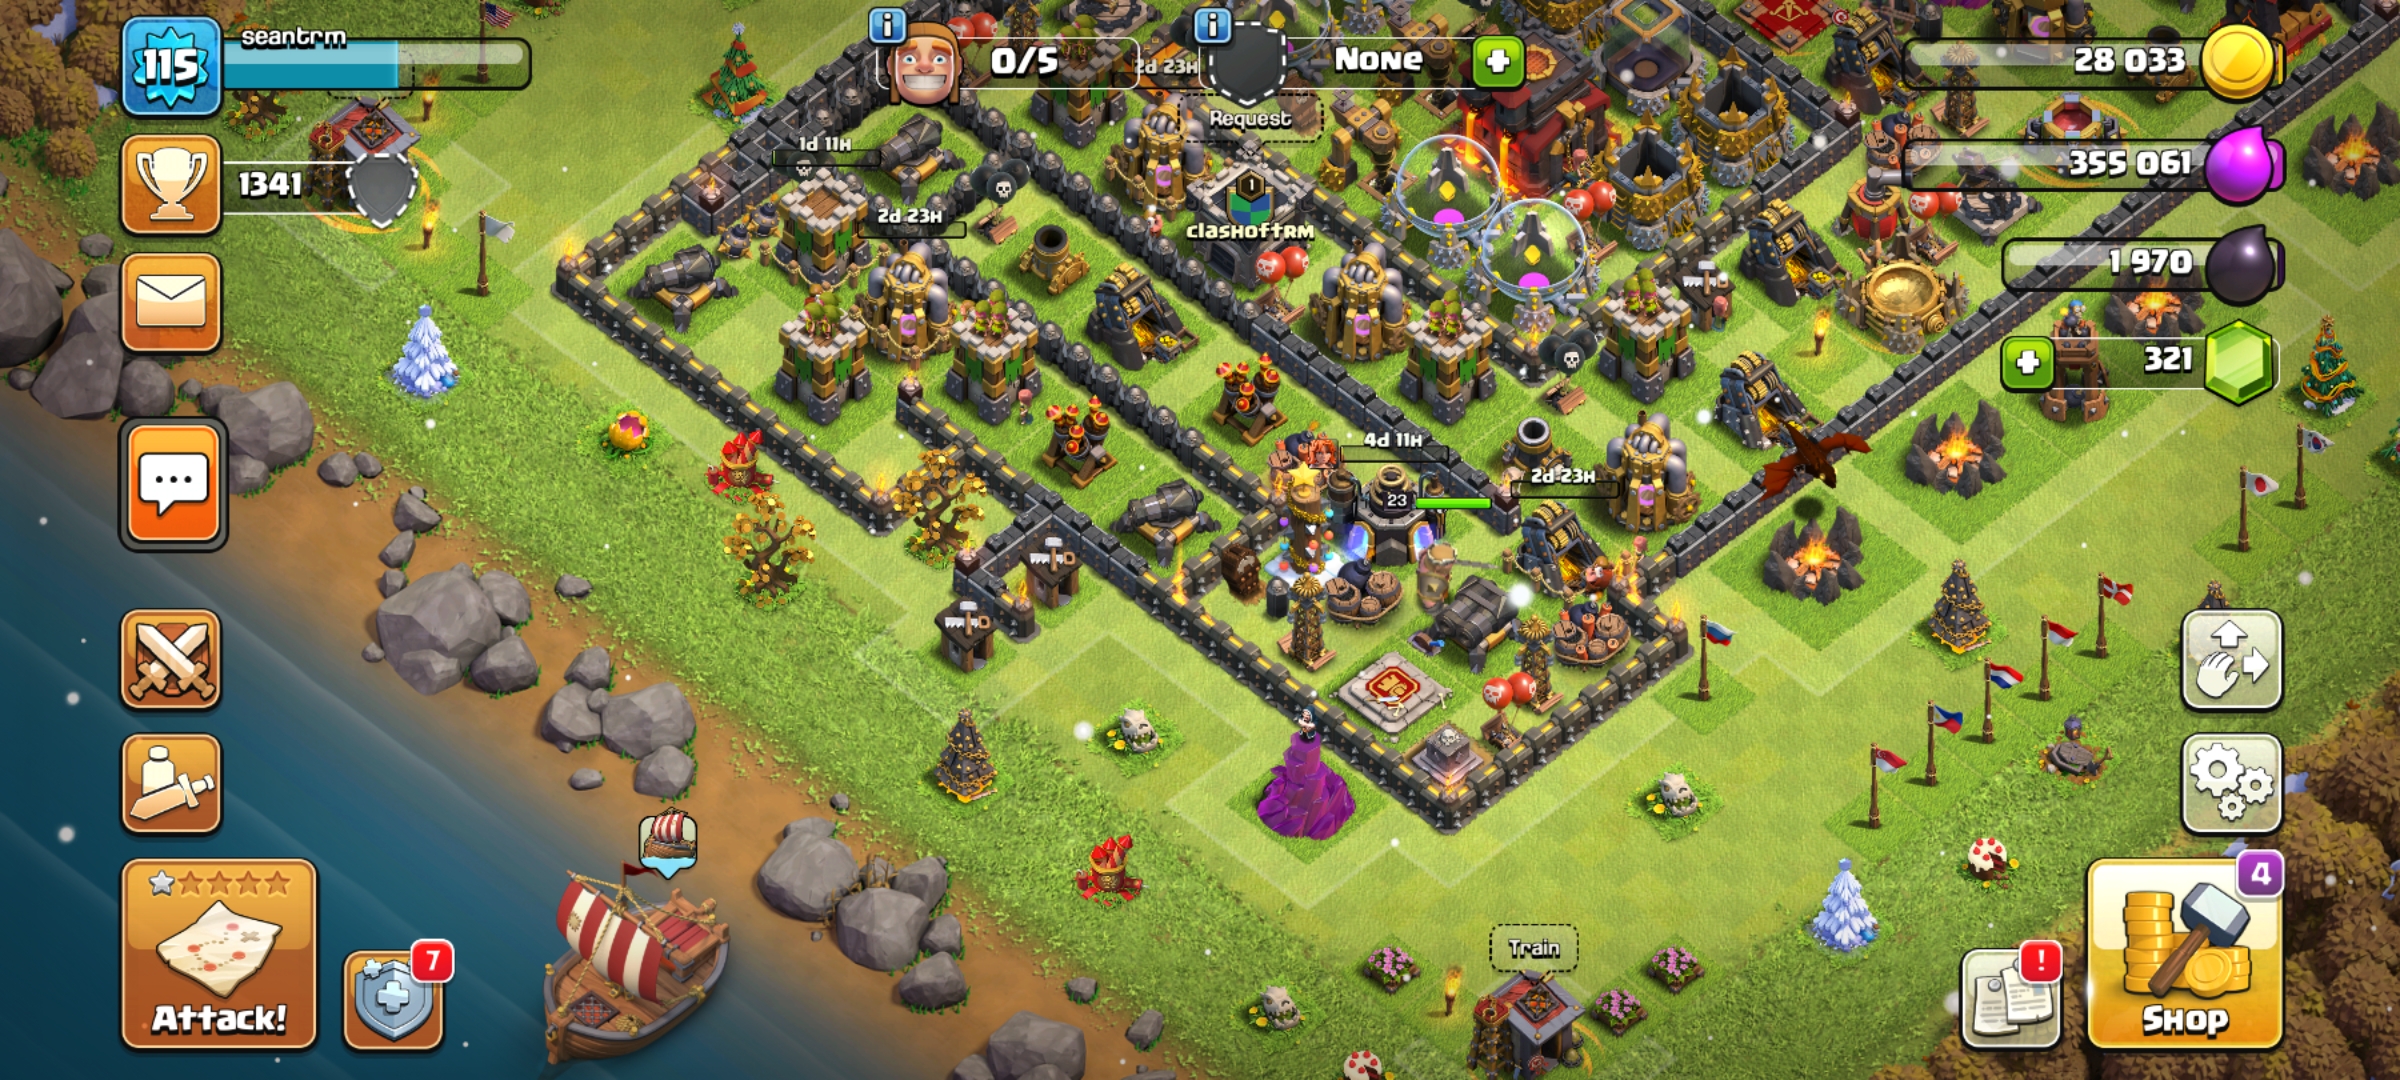 115
seantrm
0/5
2d 23H
None
28 033
Request
1341
355 061
1d 11H
2d 23H
1
clashoftrm
1 970
321
4d 11H
2d 23H
23
Attack!
7
Train
!
4
Shop